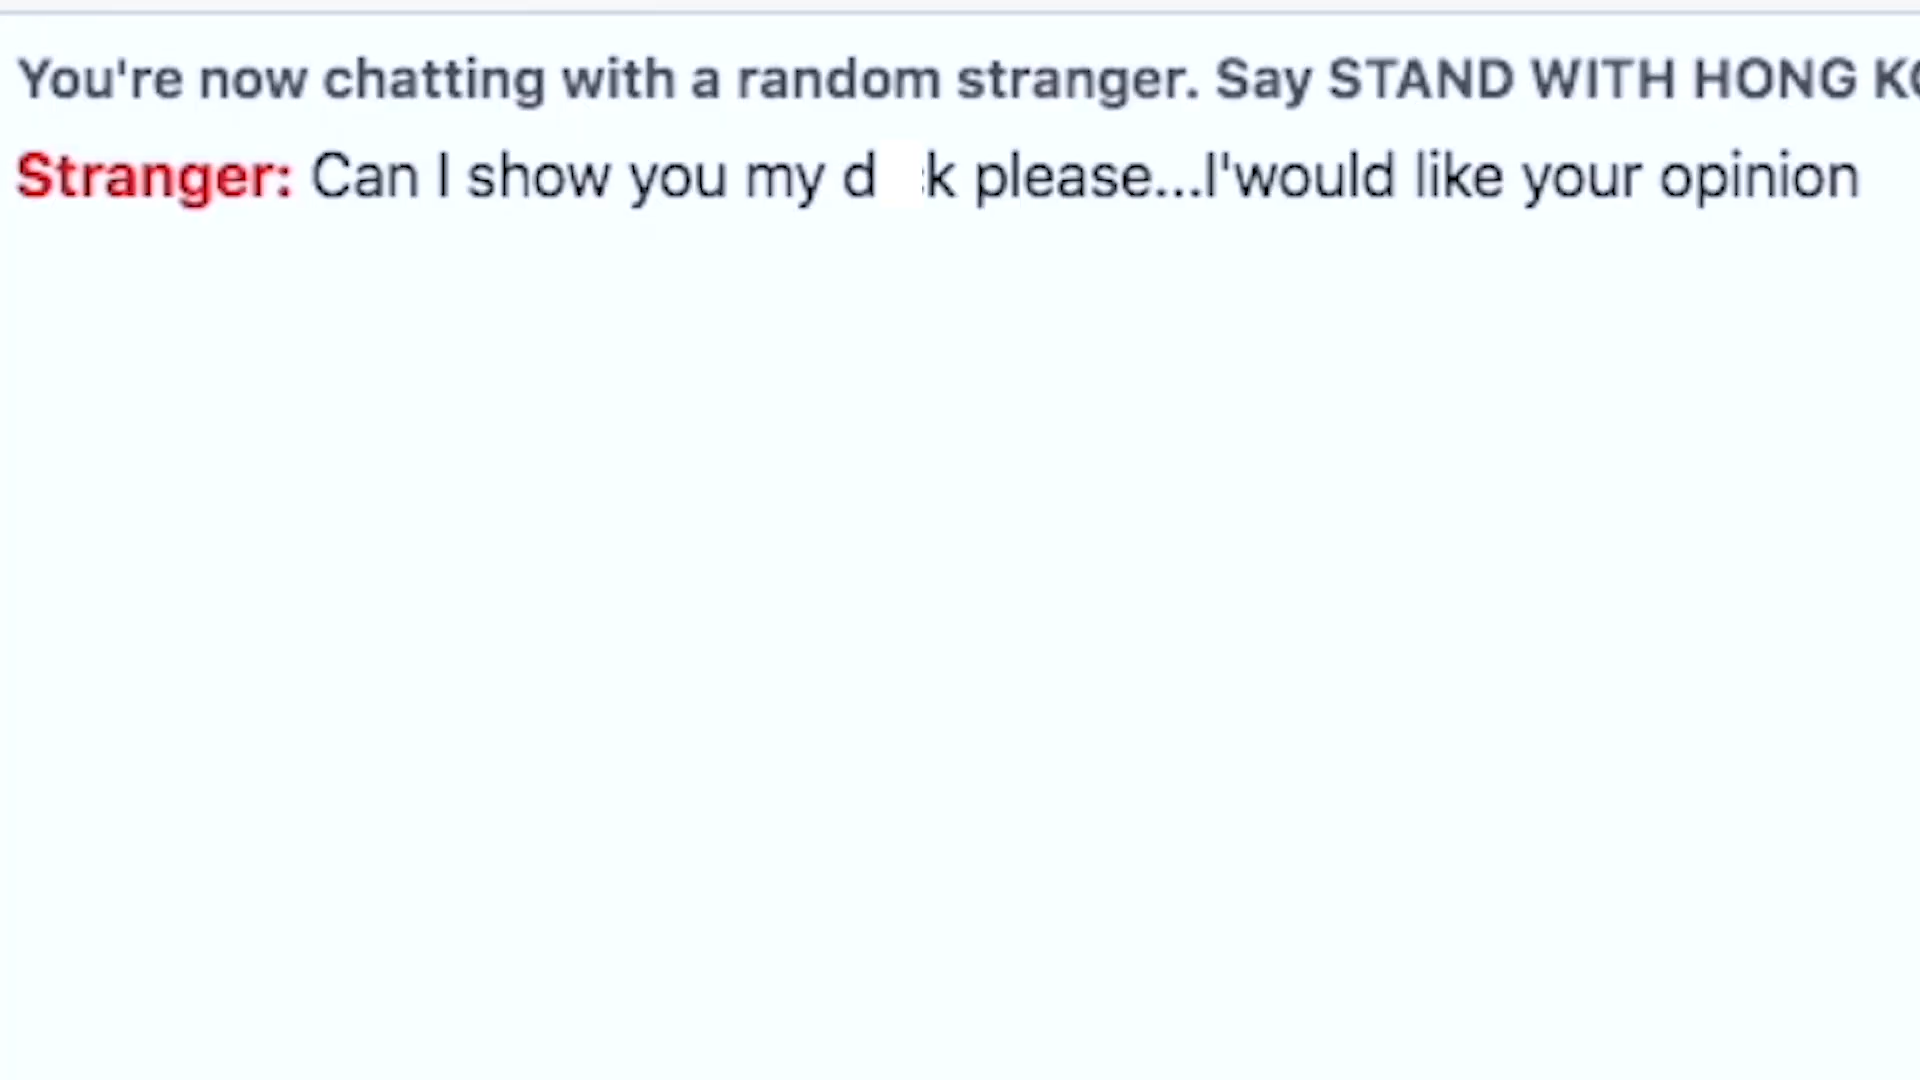 You're now chatting with a random stranger. Say STAND WITH HONG
Stranger: Can I show you my d k please...I'would like your opinion